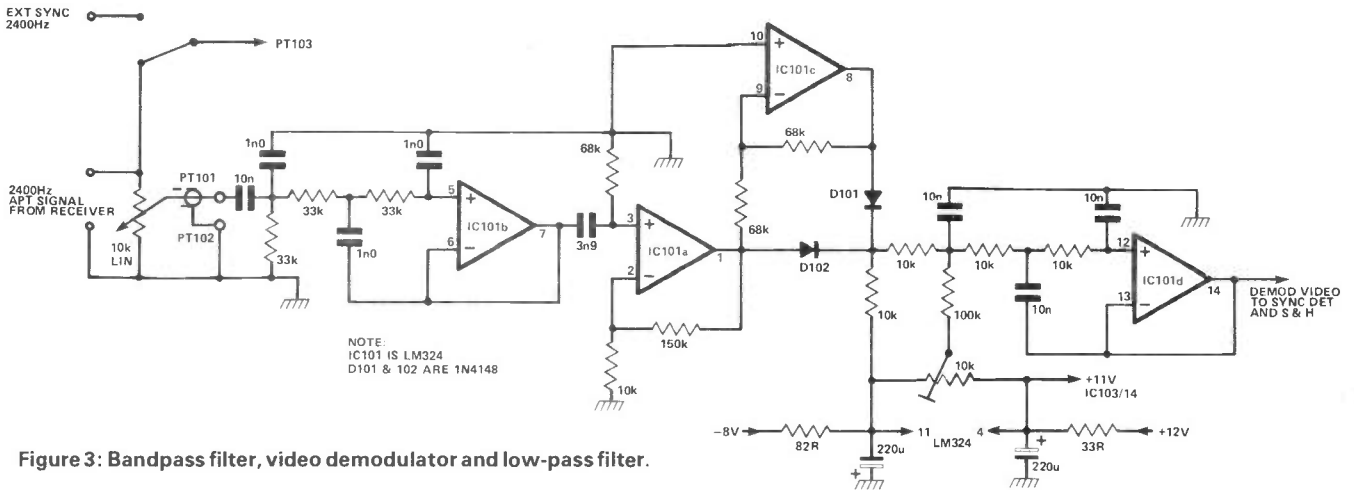 EXT SYNC
2400Hz
PT103
10
+
IC101c
8
9
−
68k
1n0
1n0
68k
2400Hz
APT SIGNAL
FROM RECEIVER
PT101
10n
PT102
33k
33k
5
+
IC101b
6
−
7
3n9
3
+
IC101a
1
2
−
68k
D101
D102
10k
LIN
33k
1n0
150k
10k
10n
10n
10k
10k
10k
12
+
IC101d
14
13
−
10n
DEMOD VIDEO
TO SYNC DET
AND S & H
10k
100k
10k
NOTE:
IC101 IS LM324
D101 & 102 ARE 1N4148
+11V
IC103/14
−8V
82R
11
LM324
4
33R
+12V
220u
+
+
220u
Figure 3: Bandpass filter, video demodulator and low-pass filter.